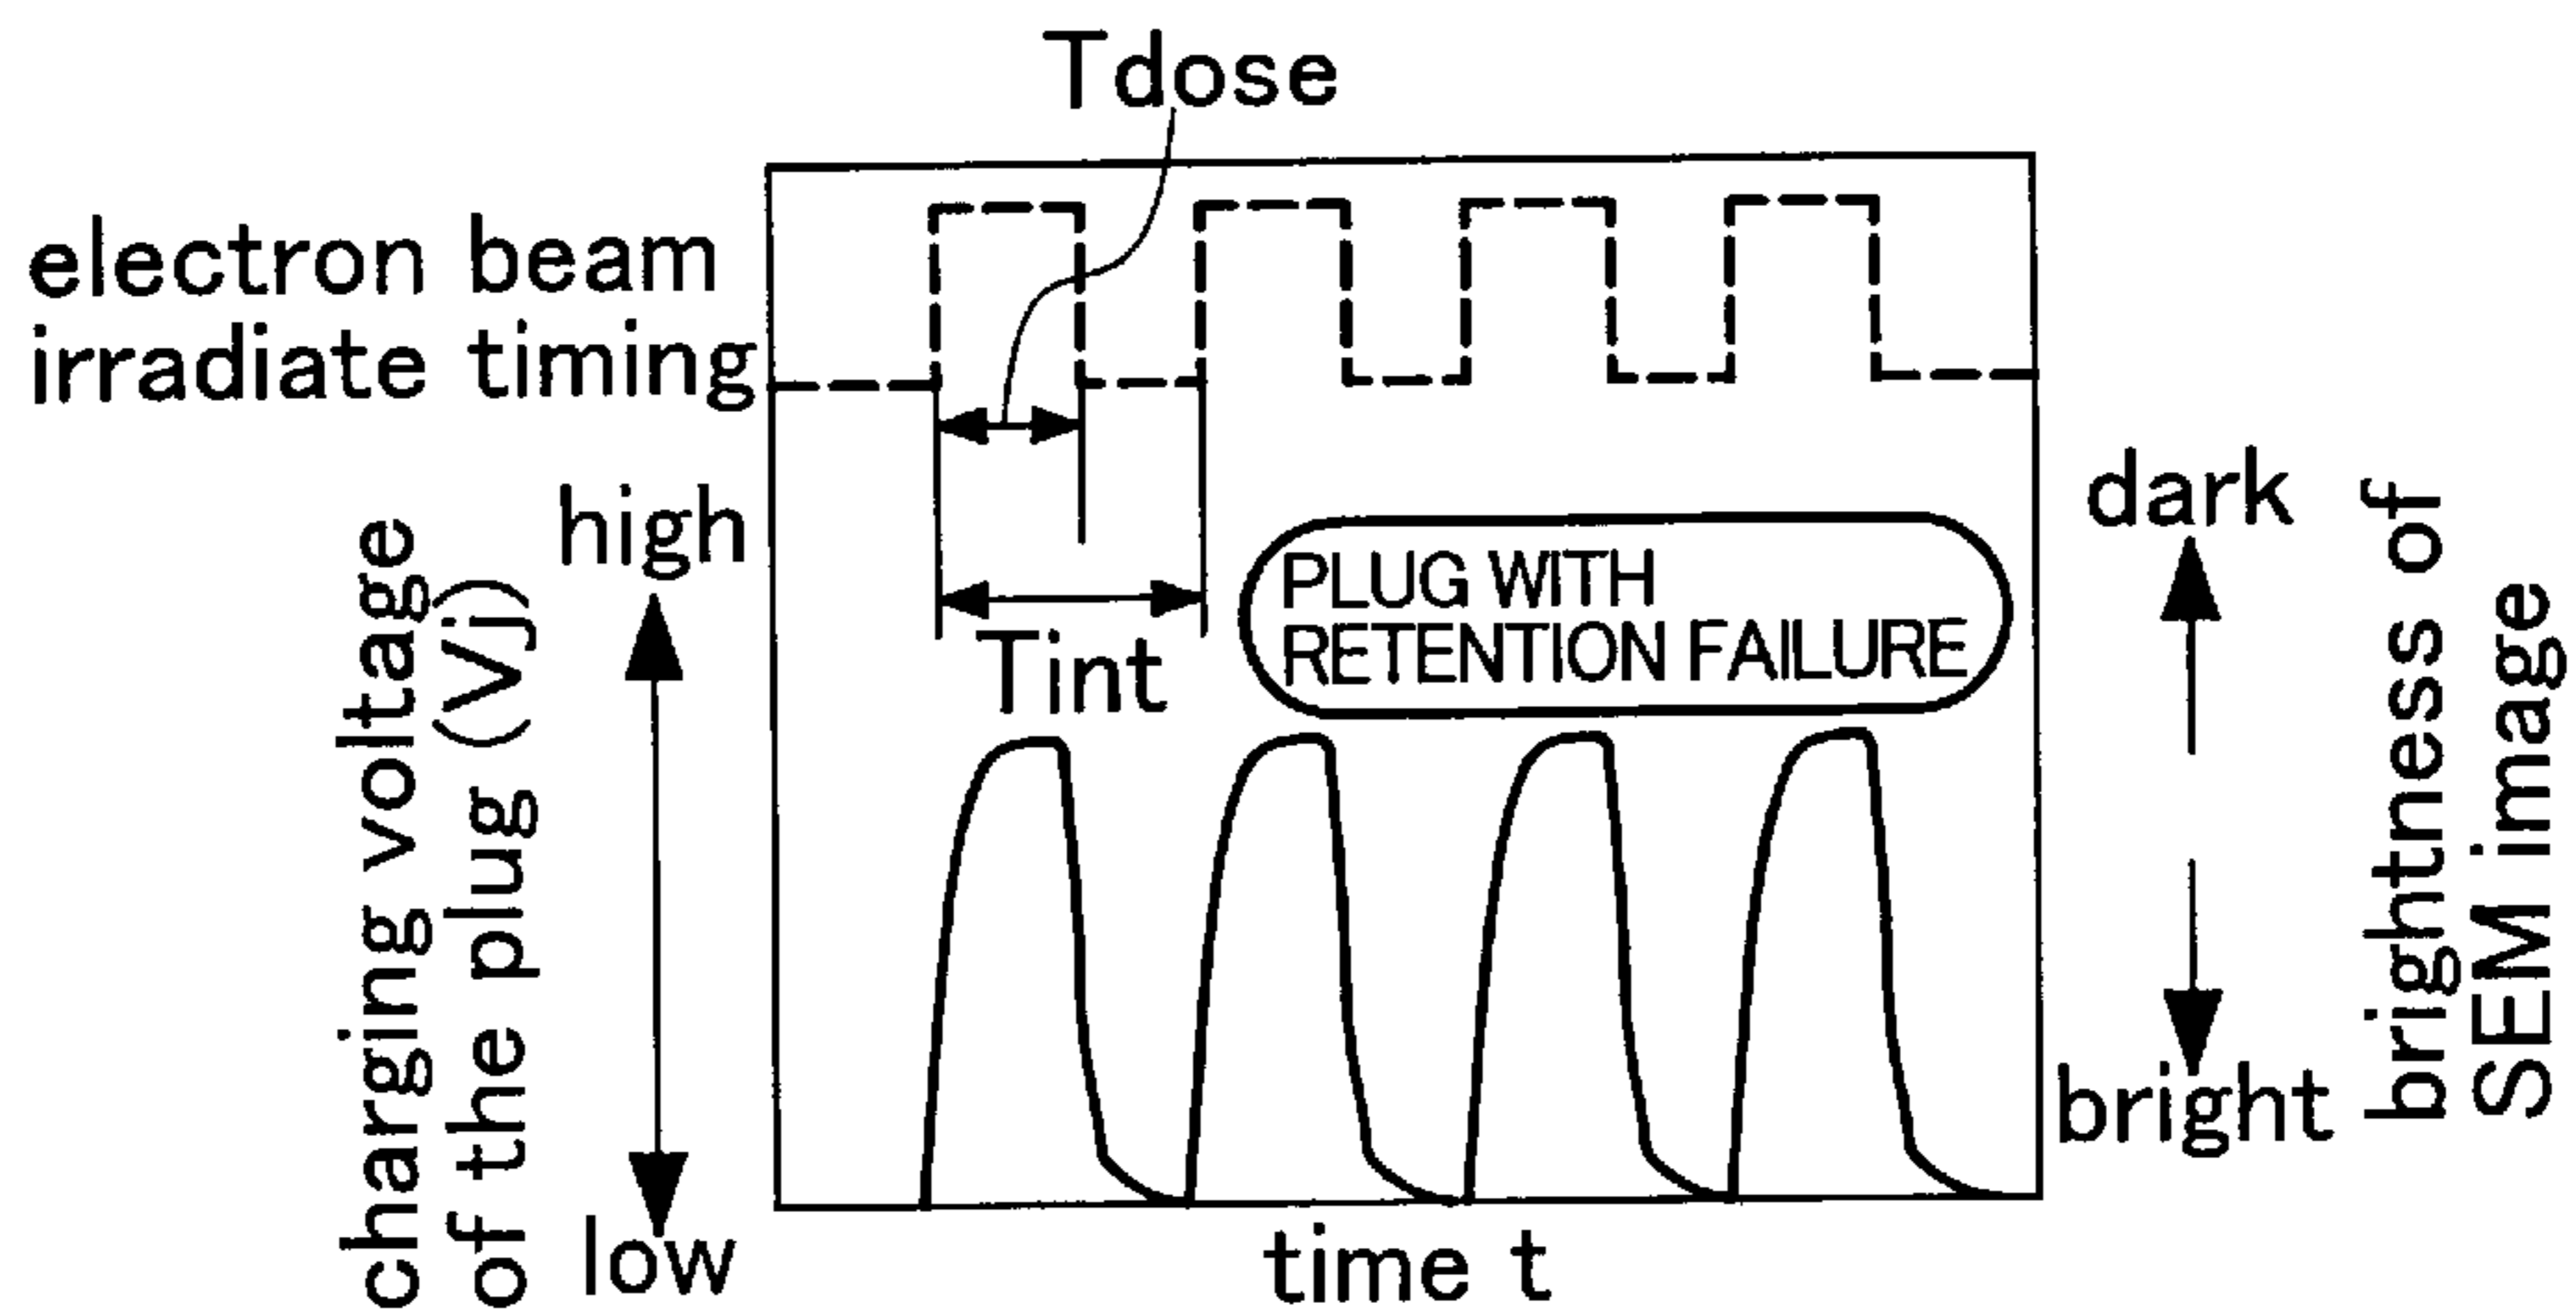 Tdose
electron beam
irradiate timing
high
charging voltage
of the plug (Vj)
low
Tint
PLUG WITH
RETENTION FAILURE
dark
bright
brightness of
SEM image
time t